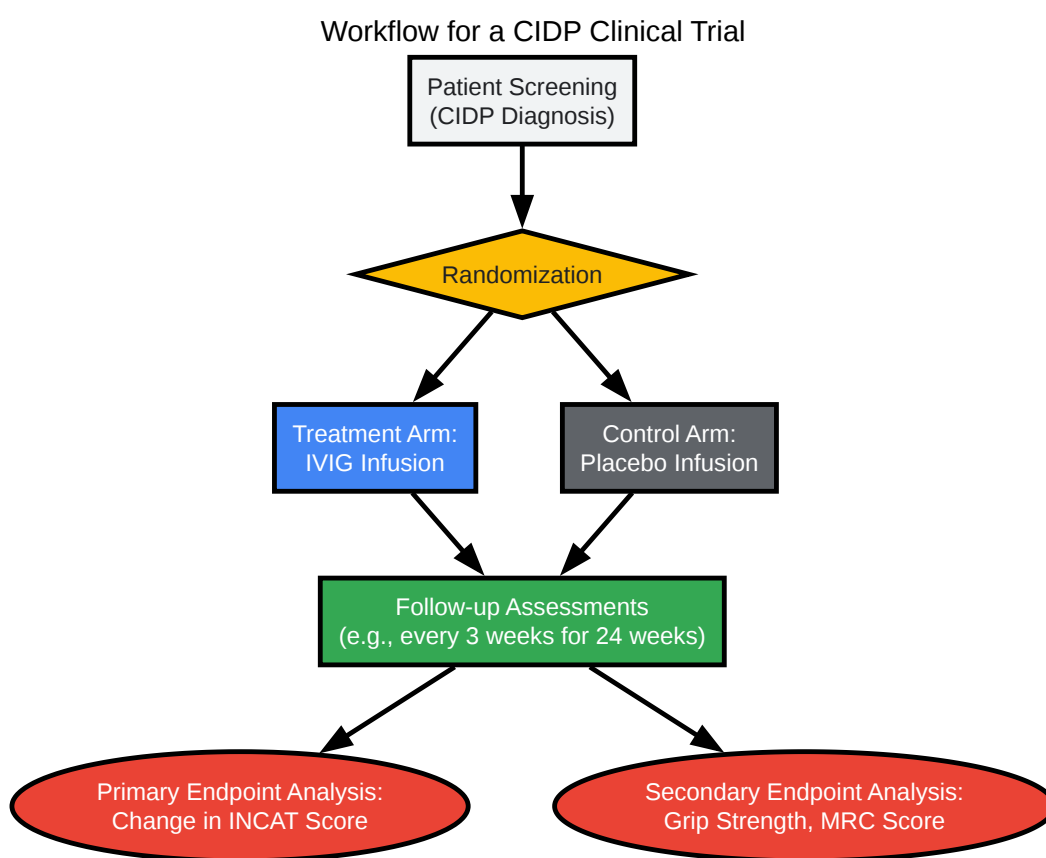 Workflow for a CIDP Clinical Trial
Patient Screening
(CIDP Diagnosis)
Randomization
Treatment Arm:
IVIG Infusion
Control Arm:
Placebo Infusion
Follow-up Assessments
(e.g., every 3 weeks for 24 weeks)
Primary Endpoint Analysis:
Change in INCAT Score
Secondary Endpoint Analysis:
Grip Strength, MRC Score